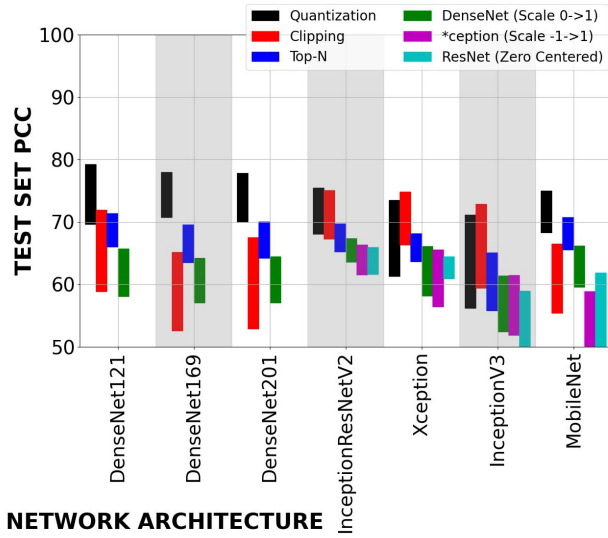 Quantization
Clipping
Top-N
DenseNet (Scale 0->1)
*ception (Scale -1->1)
ResNet (Zero Centered)
TEST SET PCC
100
90
80
70
60
50
DenseNet121
DenseNet169
DenseNet201
InceptionResNetV2
Xception
InceptionV3
MobileNet
NETWORK ARCHITECTURE